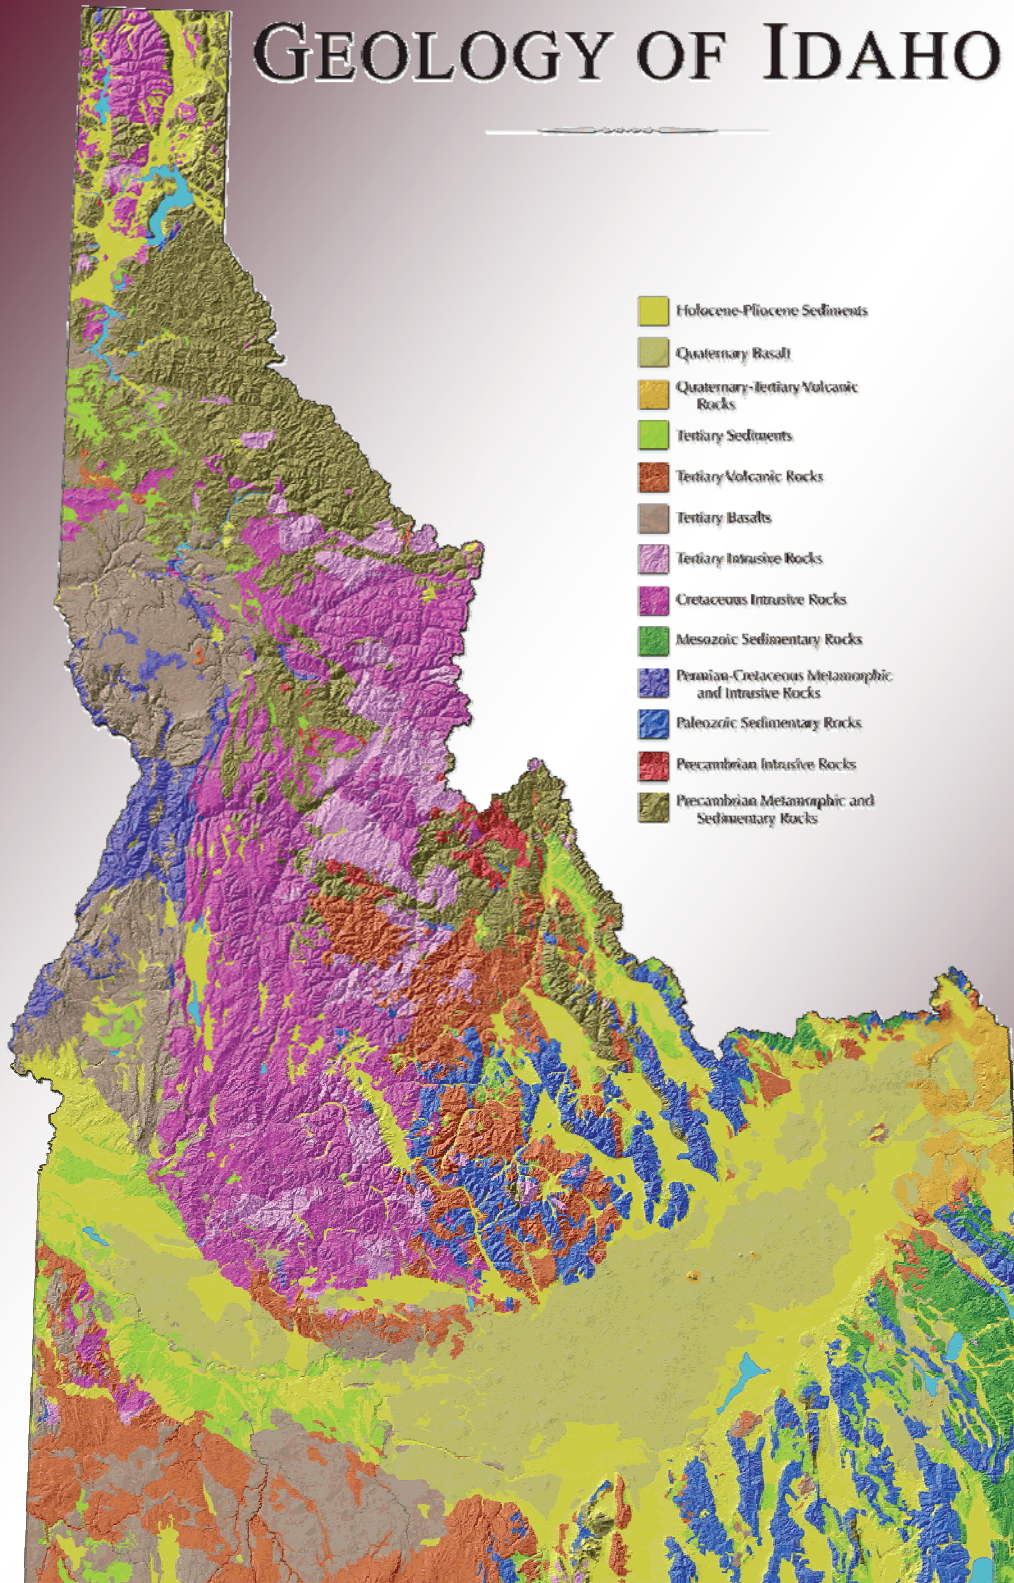 GEOLOGY OF IDAHO
Holocene-Pliocene Sediments
Quaternary Basalt
Quaternary-Tertiary Volcanic
Rocks
Tertiary Sediments
Tertiary Volcanic Rocks
Tertiary Basalts
Tertiary Intrusive Rocks
Cretaceous Intrusive Rocks
Mesozoic Sedimentary Rocks
Permian-Cretaceous Metamorphic
and Intrusive Rocks
Paleozoic Sedimentary Rocks
Precambrian Intrusive Rocks
Precambrian Metamorphic and
Sedimentary Rocks